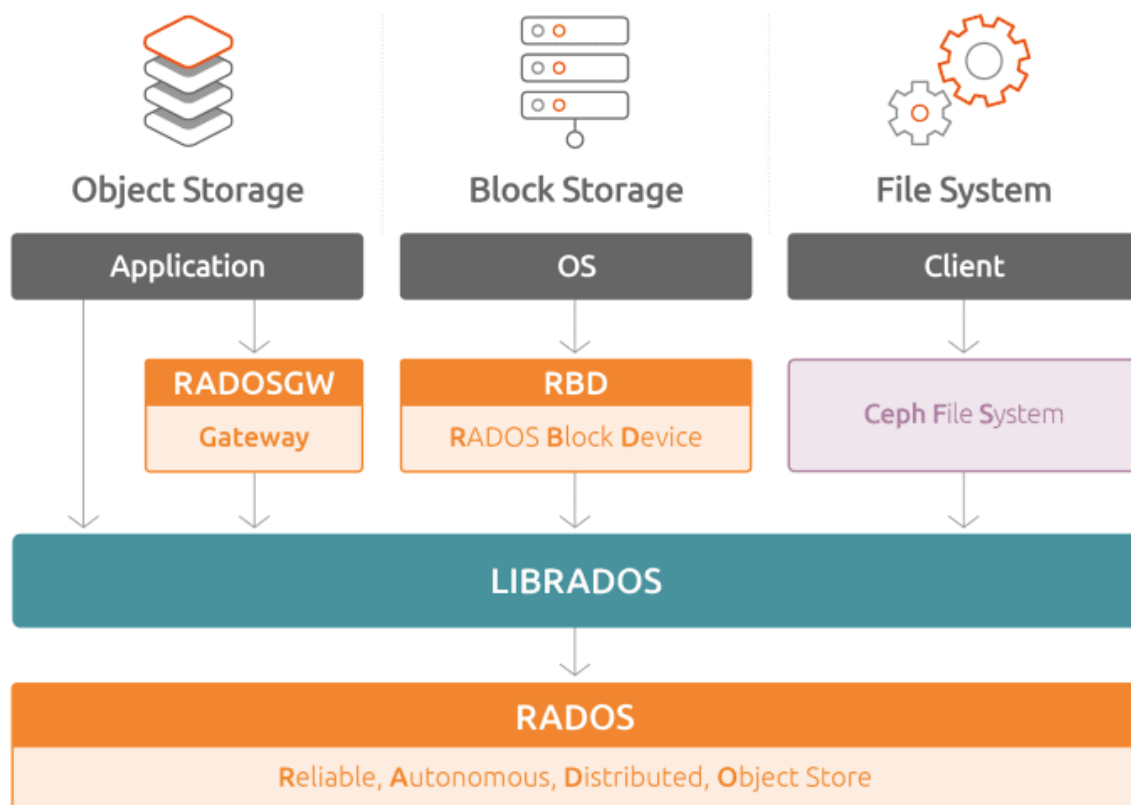 Object Storage
Block Storage
File System
Application
OS
Client
RADOSGW
Gateway
RBD
RADOS Block Device
Ceph File System
LIBRADOS
RADOS
Reliable, Autonomous, Distributed, Object Store